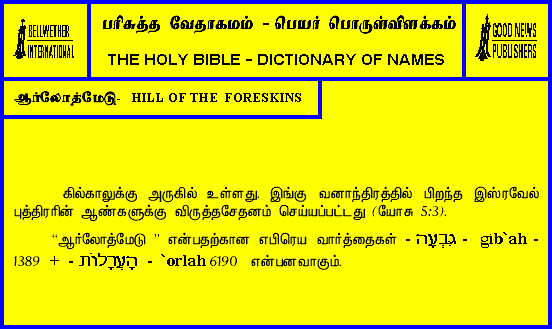 BELLWETHER
INTERNATIONAL
பரிசுத்த வேதாகமம் - பெயர் பொருள்விளக்கம்
THE HOLY BIBLE - DICTIONARY OF NAMES
GOOD NEWS
PUBLISHERS
ஆர்லோத்மேடு- HILL OF THE FORESKINS
கில்காலுக்கு அருகில் உள்ளது. இங்கு வனாந்திரத்தில் பிறந்த இஸ்ரவேல்
புத்திரரின் ஆண்களுக்கு விருத்தசேதனம் செய்யப்பட்டது (யோசு 5:3).
“ஆர்லோத்மேடு ” என்பதற்கான எபிரெய வார்த்தைகள் - גִּבְעָה - gib`ah -
1389 + - הָעֲרָלוֹת - `orlah 6190 என்பனவாகும்.